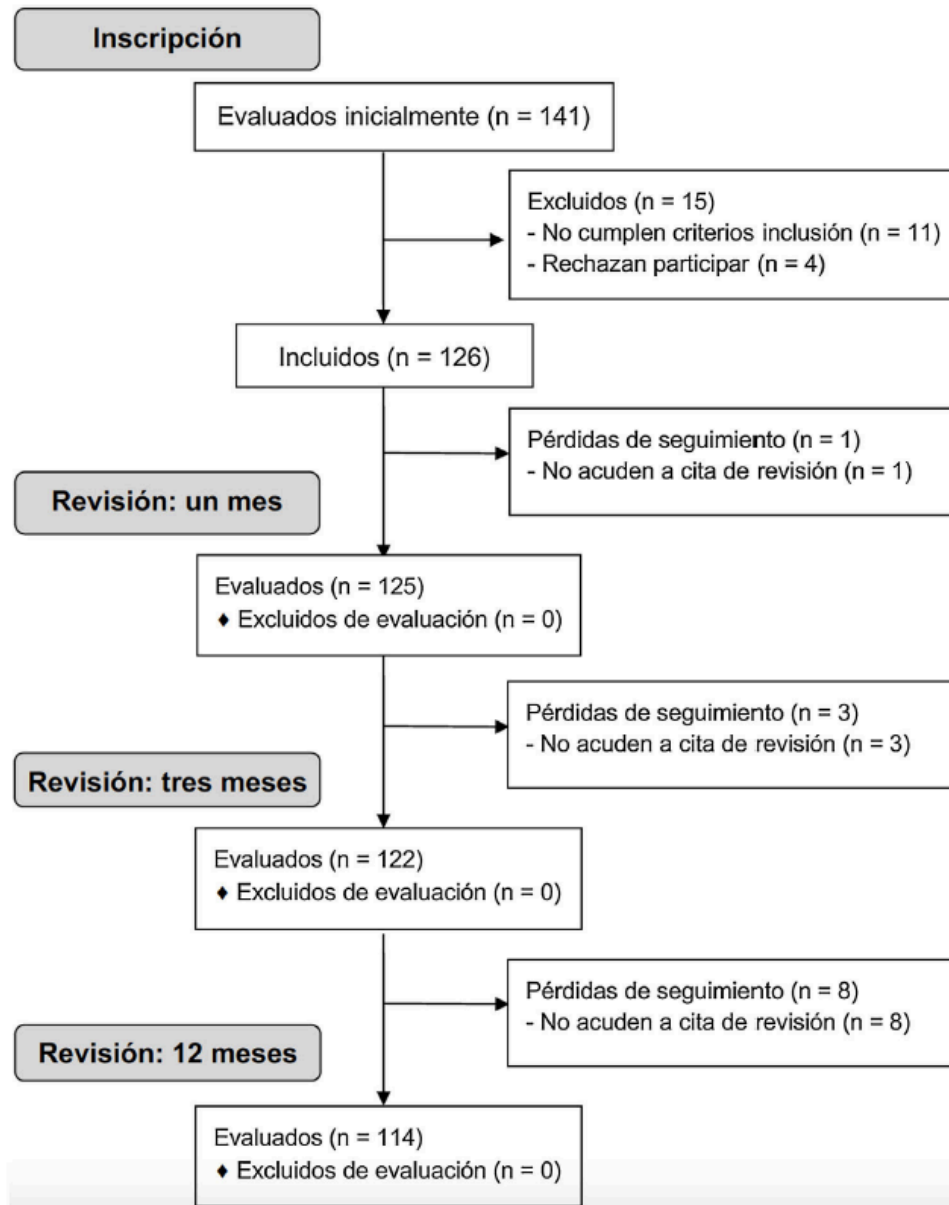 Inscripción
Evaluados inicialmente (n = 141)
Excluidos (n = 15)
- No cumplen criterios inclusión (n = 11)
- Rechazan participar (n = 4)
Incluidos (n = 126)
Pérdidas de seguimiento (n = 1)
- No acuden a cita de revisión (n = 1)
Revisión: un mes
Evaluados (n = 125)
♦ Excluidos de evaluación (n = 0)
Pérdidas de seguimiento (n = 3)
- No acuden a cita de revisión (n = 3)
Revisión: tres meses
Evaluados (n = 122)
♦ Excluidos de evaluación (n = 0)
Pérdidas de seguimiento (n = 8)
- No acuden a cita de revisión (n = 8)
Revisión: 12 meses
Evaluados (n = 114)
♦ Excluidos de evaluación (n = 0)